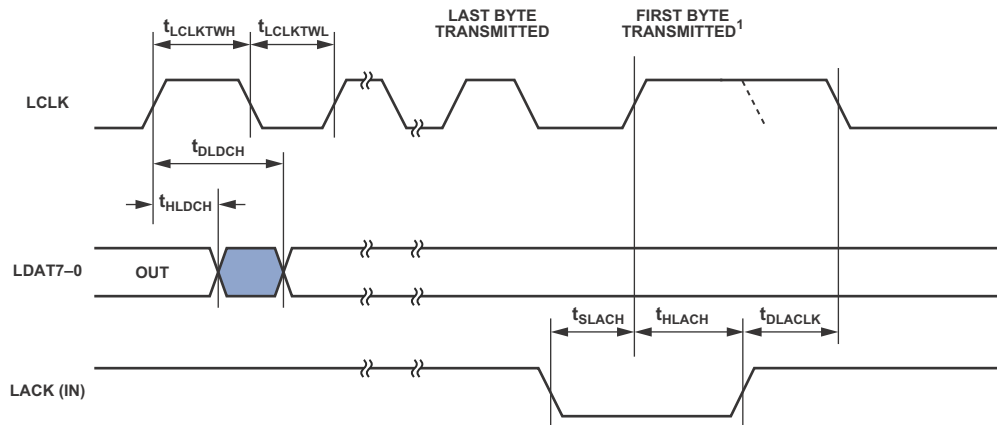 LAST BYTE
TRANSMITTED
FIRST BYTE
TRANSMITTED1
tLCLKTWH
tLCLKTWL
LCLK
tDLDCH
tHLDCH
LDAT7–0
OUT
tSLACH
tHLACH
tDLACLK
LACK (IN)